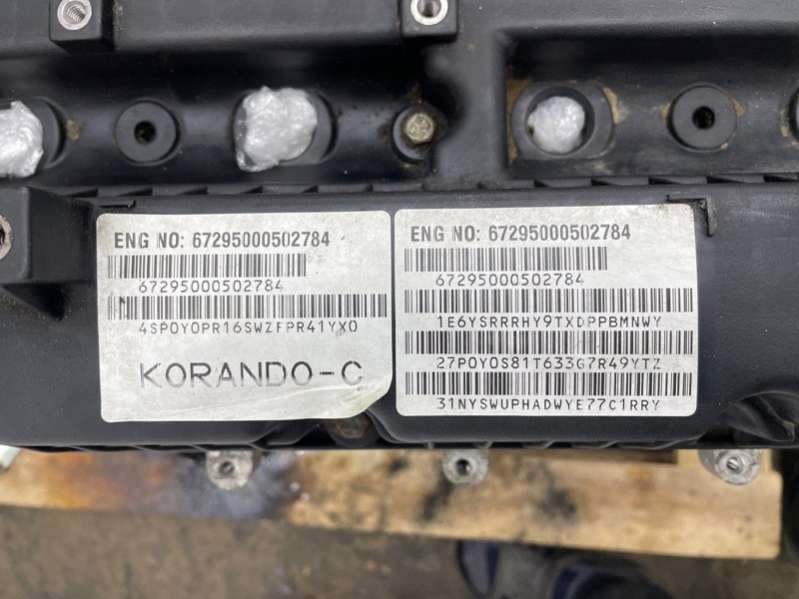 ENG NO: 67295000502784
67295000502784
4SP0Y0PR16SWZFPR41YX0
KORANDO-C
ENG NO: 67295000502784
67295000502784
1E6YSRRRHY9TXDPPBMNWY
27P0Y0S81T633G7R49YTZ
31NYSWUPHADWYE77C1RRY